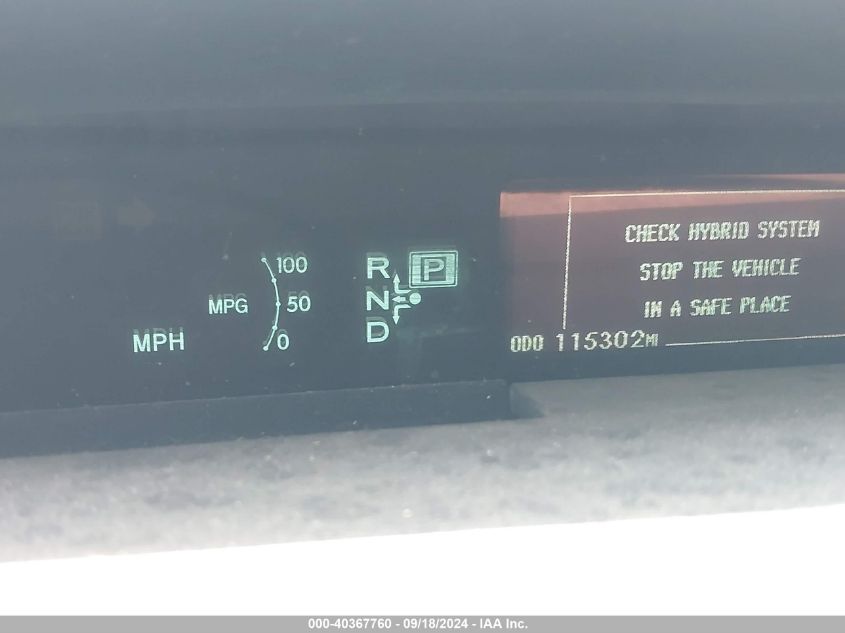 100
MPG 50
MPH 0
R P
N
D
CHECK HYBRID SYSTEM
STOP THE VEHICLE
IN A SAFE PLACE
ODO 115302MI
000-40367760 - 09/18/2024 - IAA Inc.